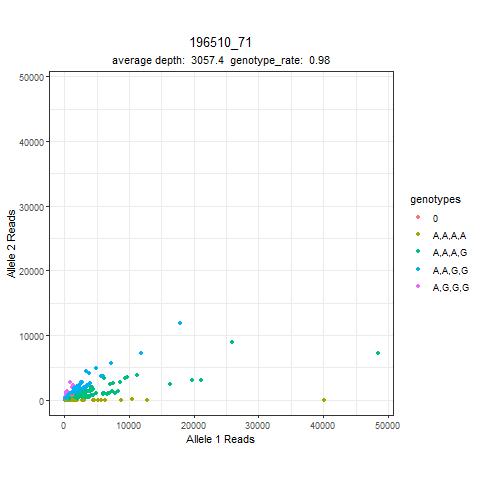 196510_71
average depth: 3057.4 genotype_rate: 0.98
50000
40000
30000
20000
10000
0
Allele 2 Reads
0 10000 20000 30000 40000 50000
Allele 1 Reads
genotypes
0
A,A,A,A
A,A,A,G
A,A,G,G
A,G,G,G